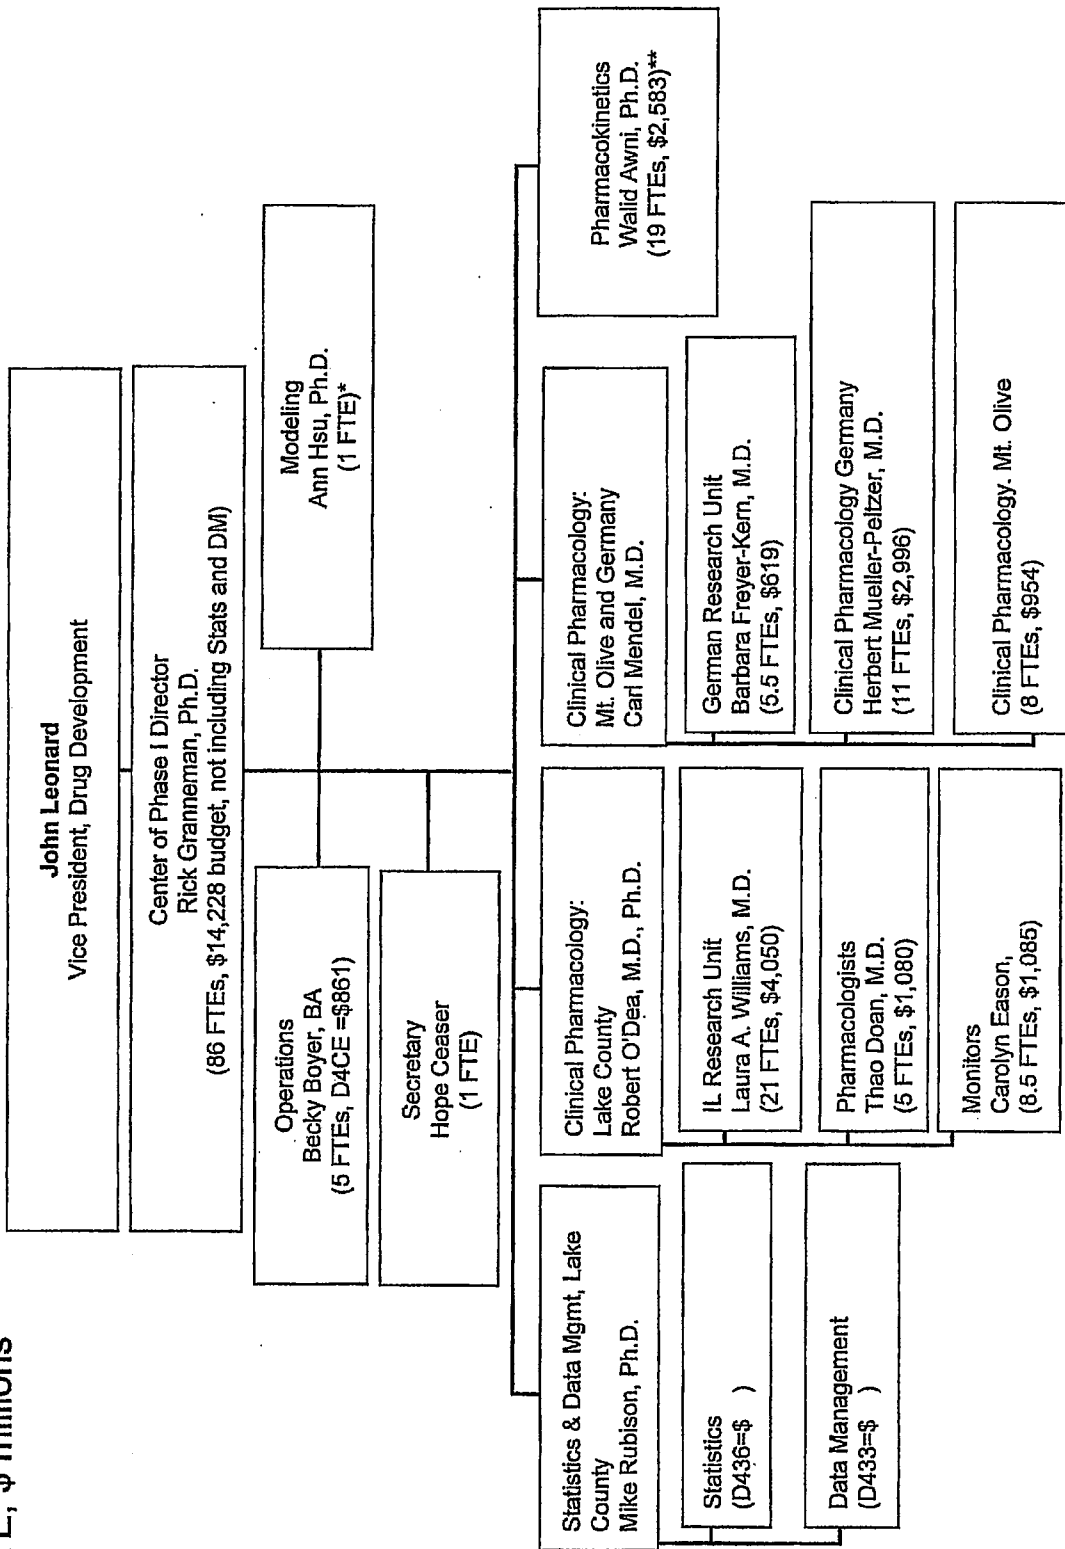 John Leonard
Vice President, Drug Development
Center of Phase I Director
Rick Granneman, Ph.D.
(86 FTEs, $14,228 budget, not including Stats and DM)
Operations
Becky Boyer, BA
(5 FTEs, D4CE =$861)
Modeling
Ann Hsu, Ph.D.
(1 FTE)*
Secretary
Hope Ceaser
(1 FTE)
Statistics & Data Mgmt, Lake
County
Mike Rubison, Ph.D.
Statistics
(D436=$ )
Data Management
(D433=$ )
Clinical Pharmacology:
Lake County
Robert O'Dea, M.D., Ph.D.
IL Research Unit
Laura A. Williams, M.D.
(21 FTEs, $4,050)
Pharmacologists
Thao Doan, M.D.
(5 FTEs, $1,080)
Monitors
Carolyn Eason,
(8.5 FTEs, $1,085)
Clinical Pharmacology:
Mt. Olive and Germany
Carl Mendel, M.D.
German Research Unit
Barbara Freyer-Kern, M.D.
(5.5 FTEs, $619)
Clinical Pharmacology Germany
Herbert Mueller-Peltzer, M.D.
(11 FTEs, $2,996)
Clinical Pharmacology. Mt. Olive
(8 FTEs, $954)
Pharmacokinetics
Walid Awni, Ph.D.
(19 FTEs, $2,583)**